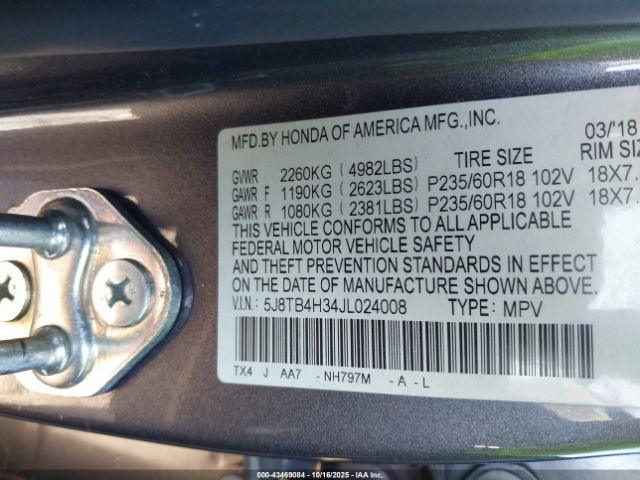 MFD.BY HONDA OF AMERICA MFG.,INC. 03/'18
GVWR 2260KG (4982LBS) TIRE SIZE RIM SIZ
GAWR F 1190KG (2623LBS) P235/60R18 102V 18X7.
GAWR R 1080KG (2381LBS) P235/60R18 102V 18X7.
THIS VEHICLE CONFORMS TO ALL APPLICABLE
FEDERAL MOTOR VEHICLE SAFETY
AND THEFT PREVENTION STANDARDS IN EFFECT ON
THE DATE OF MANUFACTURE SHOWN ABOVE.
V.I.N.: 5J8TB4H34JL024008 TYPE: MPV
TX4 J AA7 -NH797M -A-L
000-43469084 | 10/16/2025 | IAA Inc.